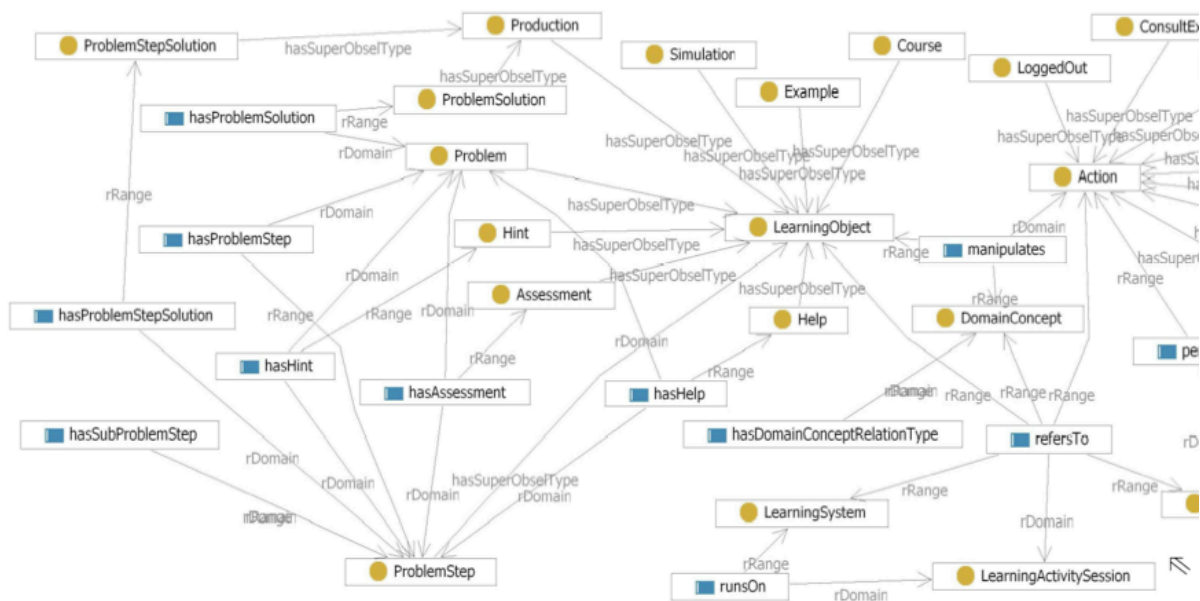 Production
ConsultEx
ProblemStepSolution
hasSuperObselType
Simulation
Course
LoggedOut
hasSuperObselType
Example
ProblemSolution
hasProblemSolution
rRange
hasSuperObselType
hasSuperObselType
hasSuperObselType
rDomain
Problem
hasSuperObselType
hasSuperObselType
hasSuperObselType
hasSu
Action
rRange
rDomain
hasSuperObselType
hasProblemStep
Hint
hasSuperObselType
LearningObject
rDomain
rRange
manipulates
hasSuperObselType
rDomain
hasSuperObselType
rRange
Assessment
hasSuperObselType
rRange
rRange
rRange
rDomain
hasProblemStepSolution
Help
DomainConcept
rDomain
hasHint
rRange
rRange
per
hasAssessment
hasHelp
rRange
rRange
hasSubProblemStep
hasDomainConceptRelationType
refersTo
rDomain
hasSuperObselType
rDomain
rDomain
rDomain
rRange
rRange
LearningSystem
rDomain
ProblemStep
rRange
LearningActivitySession
runsOn
rDomain